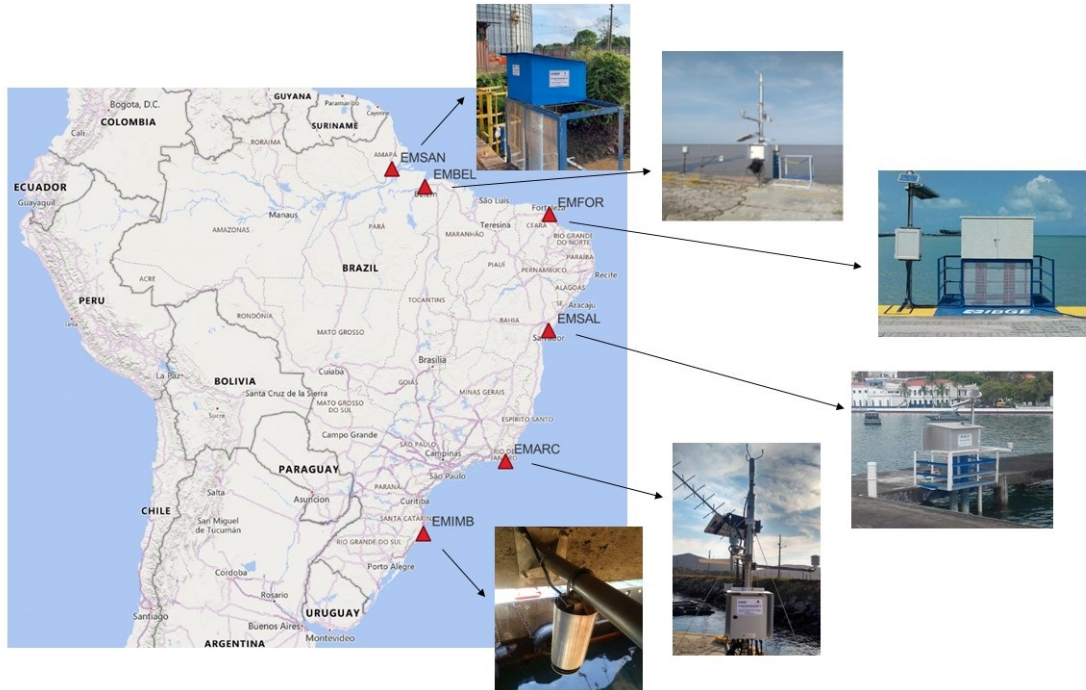 GUYANA
Bogota, D.C.
Paramaribo
Cayenne
COLOMBIA
SURINAME
Cali
RORAIMA
AMAPÁ
EMSAN
EMBEL
ECUADOR
Guayaquil
Belém
São Luis
EMFOR
Fortaleza
Manaus
AMAZONAS
PARÁ
Teresina
CEARÁ
MARANHÃO
RIO GRANDE
DO NORTE
PARAÍBA
PIAUÍ
PERNAMBUCO
Recife
ACRE
BRAZIL
ALAGOAS
SE
Aracaju
PERU
TOCANTINS
RONDÔNIA
BAHIA
EMSAL
Salvador
MATO GROSSO
Lima
Brasília
La Paz
Cuiaba
GOIÁS
BOLIVIA
Santa Cruz de la Sierra
MINAS GERAIS
Sucre
MATO GROSSO
DO SUL
ESPÍRITO SANTO
Campo Grande
SÃO PAULO
EMARC
RIO DE
JANEIRO
Campinas
PARAGUAY
São Paulo
PARANÁ
Salta
Asuncion
Curitiba
CHILE
San Miguel
de Tucumán
SANTA CATARINA
EMIMB
RIO GRANDE DO SUL
Porto Alegre
Cordoba
Rosario
URUGUAY
Santiago
Buenos Aires
Montevideo
ARGENTINA
IBGE